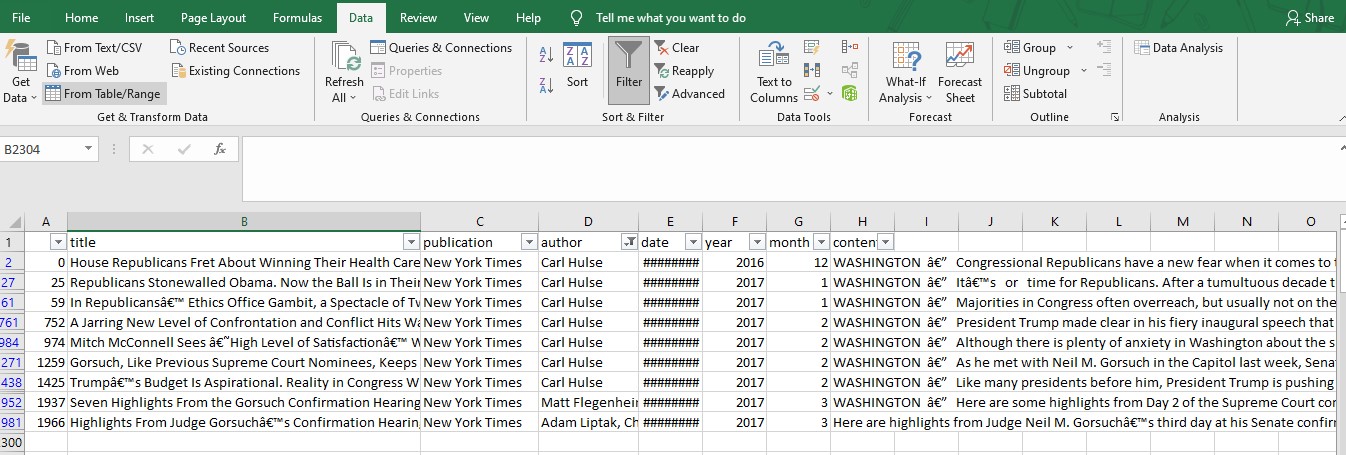 File Home Insert Page Layout Formulas Data Review View Help Tell me what you want to do Share
From Text/CSV Recent Sources Queries & Connections Clear Group Data Analysis
From Web Existing Connections Properties Reapply Ungroup
From Table/Range Edit Links Advanced Subtotal
Get Data Refresh All Sort Filter Text to Columns What-If Analysis Forecast Sheet
Get & Transform Data Queries & Connections Sort & Filter Data Tools Forecast Outline Analysis
B2304 fx
A B C D E F G H I J K L M N O
1 title publication author date year month conten
2 0 House Republicans Fret About Winning Their Health Care New York Times Carl Hulse ######## 2016 12 WASHINGTON â€” Congressional Republicans have a new fear when it comes to
27 25 Republicans Stonewalled Obama. Now the Ball Is in Their New York Times Carl Hulse ######## 2017 1 WASHINGTON â€” Itâ€™s or time for Republicans. After a tumultuous decade
61 59 In Republicansâ€™ Ethics Office Gambit, a Spectacle of New York Times Carl Hulse ######## 2017 1 WASHINGTON â€” Majorities in Congress often overreach, but usually not on the
761 752 A Jarring New Level of Confrontation and Conflict Hits New York Times Carl Hulse ######## 2017 2 WASHINGTON â€” President Trump made clear in his fiery inaugural speech that
984 974 Mitch McConnell Sees â€˜High Level of Satisfactionâ€™ New York Times Carl Hulse ######## 2017 2 WASHINGTON â€” Although there is plenty of anxiety in Washington about the
271 1259 Gorsuch, Like Previous Supreme Court Nominees, Keeps New York Times Carl Hulse ######## 2017 2 WASHINGTON â€” As he met with Neil M. Gorsuch in the Capitol last week,
438 1425 Trumpâ€™s Budget Is Aspirational. Reality in Congress New York Times Carl Hulse ######## 2017 2 WASHINGTON â€” Like many presidents before him, President Trump is pushing
952 1937 Seven Highlights From the Gorsuch Confirmation Hearing New York Times Matt ######## 2017 3 WASHINGTON â€” Here are some highlights from Day 2 of the Supreme Court
981 1966 Highlights From Judge Gorsuchâ€™s Confirmation New York Times Adam Liptak, ######## 2017 3 Here are highlights from Judge Neil M. Gorsuchâ€™s third day at his Senate
300